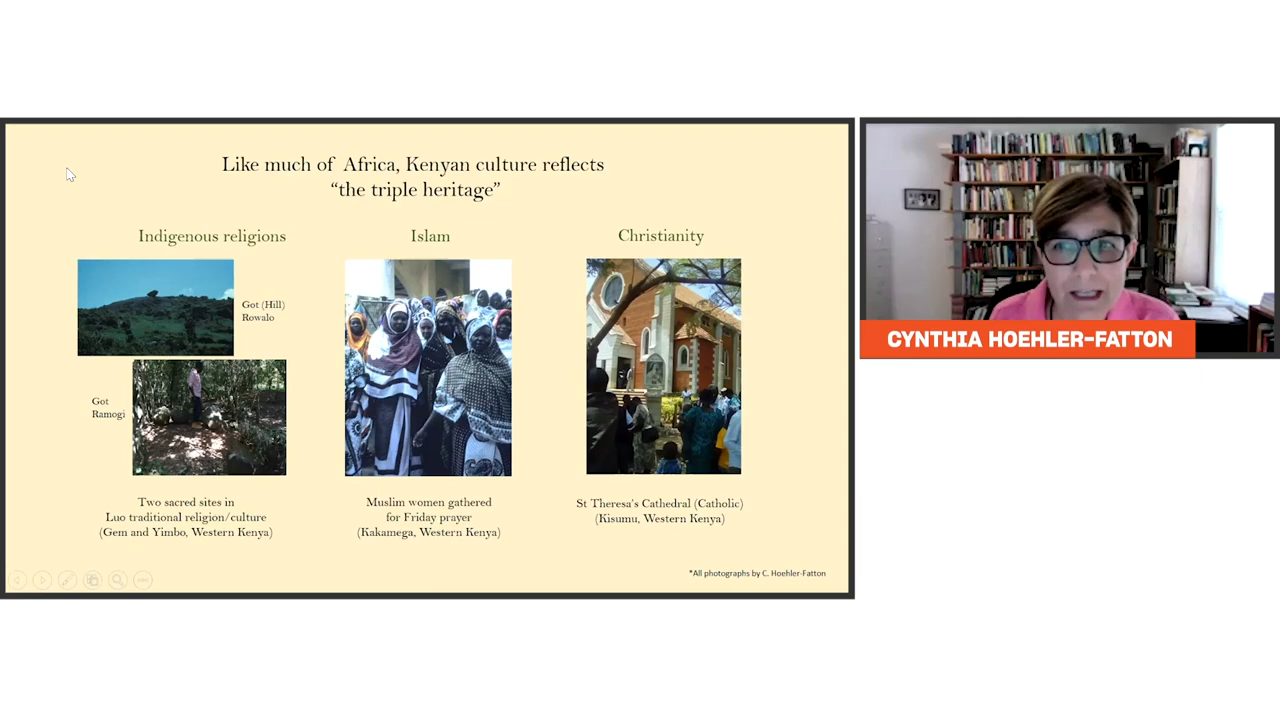 Like much of Africa, Kenyan culture reflects
“the triple heritage”
Indigenous religions
Islam
Christianity
Got (Hill)
Rowalo
Got
Ramogi
Two sacred sites in
Luo traditional religion/culture
(Gem and Yimbo, Western Kenya)
Muslim women gathered
for Friday prayer
(Kakamega, Western Kenya)
St Theresa's Cathedral (Catholic)
(Kisumu, Western Kenya)
*All photographs by C. Hoehler-Fatton
CYNTHIA HOEHLER-FATTON